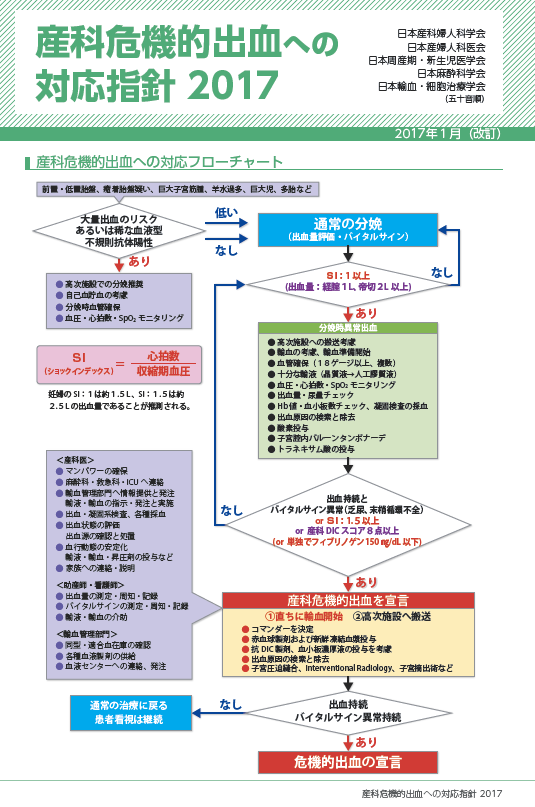 産科危機的出血への
対応指針 2017
日本産科婦人科学会
日本産婦人科医会
日本周産期・新生児医学会
日本麻酔科学会
日本輸血・細胞治療学会
(五十音順)
2017年1月（改訂）
産科危機的出血への対応フローチャート
前置・低置胎盤、癒着胎盤疑い、巨大子宮筋腫、羊水過多、巨大児、多胎など
大量出血のリスク
あるいは稀な血液型
不規則抗体陽性
低い
なし
あり
通常の分娩
（出血量評価・バイタルサイン）
●高次施設での分娩推奨
●自己血貯血の考慮
●分娩時血管確保
●血圧・心拍数・SpO₂ モニタリング
SI：1以上
(出血量：経腟1L、帝切2L以上)
なし
あり
SI
(ショックインデックス)
＝
心拍数
収縮期血圧
妊婦の SI：1は約1.5L、SI：1.5は約
2.5Lの出血量であることが推測される。
分娩時異常出血
●高次施設への搬送考慮
●輸血の考慮、輸血準備開始
●血管確保（18ゲージ以上、複数）
●十分な輸液（晶質液→人工膠質液）
●血圧・心拍数・SpO₂ モニタリング
●出血量・尿量チェック
●Hb値・血小板数チェック、凝固検査の採血
●出血原因の検索と除去
●酸素投与
●子宮腔内バルーンタンポナーデ
●トラネキサム酸の投与
＜産科医＞
●マンパワーの確保
●麻酔科・救急科・ICU へ連絡
●輸血管理部門へ情報提供と発注
輸液・輸血の指示・発注と実施
●出血・凝固系検査、各種採血
●出血状態の評価
出血源の確認と処置
●血行動態の安定化
輸液・輸血・昇圧剤の投与など
●家族への連絡・説明
＜助産師・看護師＞
●出血量の測定・周知・記録
●バイタルサインの測定・周知・記録
●輸液・輸血の介助
＜輸血管理部門＞
●同型・適合血在庫の確認
●各種血液製剤の供給
●血液センターへの連絡、発注
なし
出血持続と
バイタルサイン異常（乏尿、末梢循環不全）
or SI：1.5以上
or 産科DICスコア8点以上
(or 単独でフィブリノゲン150㎎/dL以下)
あり
産科危機的出血を宣言
①直ちに輸血開始 ②高次施設へ搬送
●コマンダーを決定
●赤血球製剤および新鮮凍結血漿投与
●抗DIC製剤、血小板濃厚液の投与を考慮
●出血原因の検索と除去
●子宮圧迫縫合、Interventional Radiology、子宮摘出術など
通常の治療に戻る
患者看視は継続
なし
出血持続
バイタルサイン異常持続
あり
危機的出血の宣言
産科危機的出血への対応指針 2017